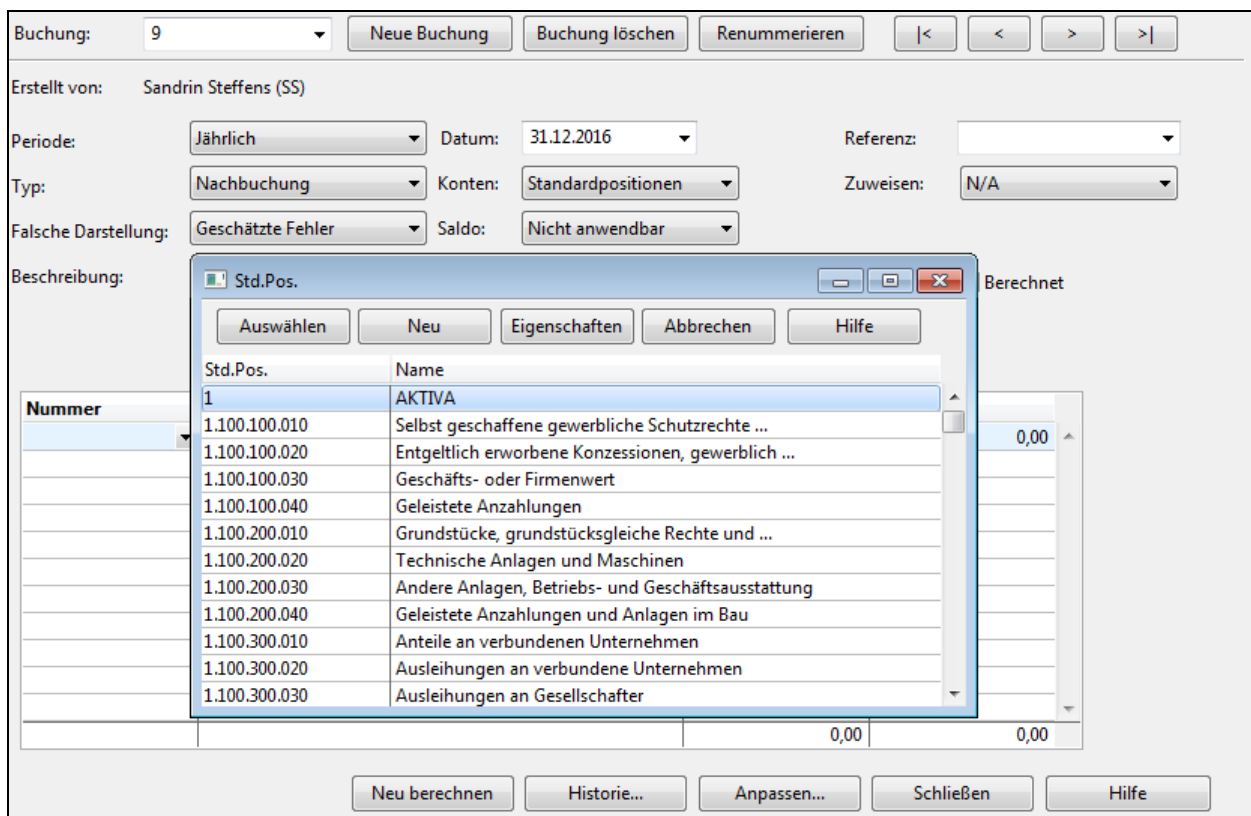 Buchung: 9 Neue Buchung Buchung löschen Renummerieren |< < > >|
Erstellt von: Sandrin Steffens (SS)
Periode: Jährlich Datum: 31.12.2016 Referenz:
Typ: Nachbuchung Konten: Standardpositionen Zuweisen: N/A
Falsche Darstellung: Geschätzte Fehler Saldo: Nicht anwendbar
Beschreibung: Std.Pos. Berechnet
Auswählen Neu Eigenschaften Abbrechen Hilfe
Std.Pos. Name
1 AKTIVA
Nummer
1.100.100.010 Selbst geschaffene gewerbliche Schutzrechte ...
0,00
1.100.100.020 Entgeltlich erworbene Konzessionen, gewerblich ...
1.100.100.030 Geschäfts- oder Firmenwert
1.100.100.040 Geleistete Anzahlungen
1.100.200.010 Grundstücke, grundstücksgleiche Rechte und ...
1.100.200.020 Technische Anlagen und Maschinen
1.100.200.030 Andere Anlagen, Betriebs- und Geschäftsausstattung
1.100.200.040 Geleistete Anzahlungen und Anlagen im Bau
1.100.300.010 Anteile an verbundenen Unternehmen
1.100.300.020 Ausleihungen an verbundene Unternehmen
1.100.300.030 Ausleihungen an Gesellschafter
0,00 0,00
Neu berechnen Historie... Anpassen... Schließen Hilfe